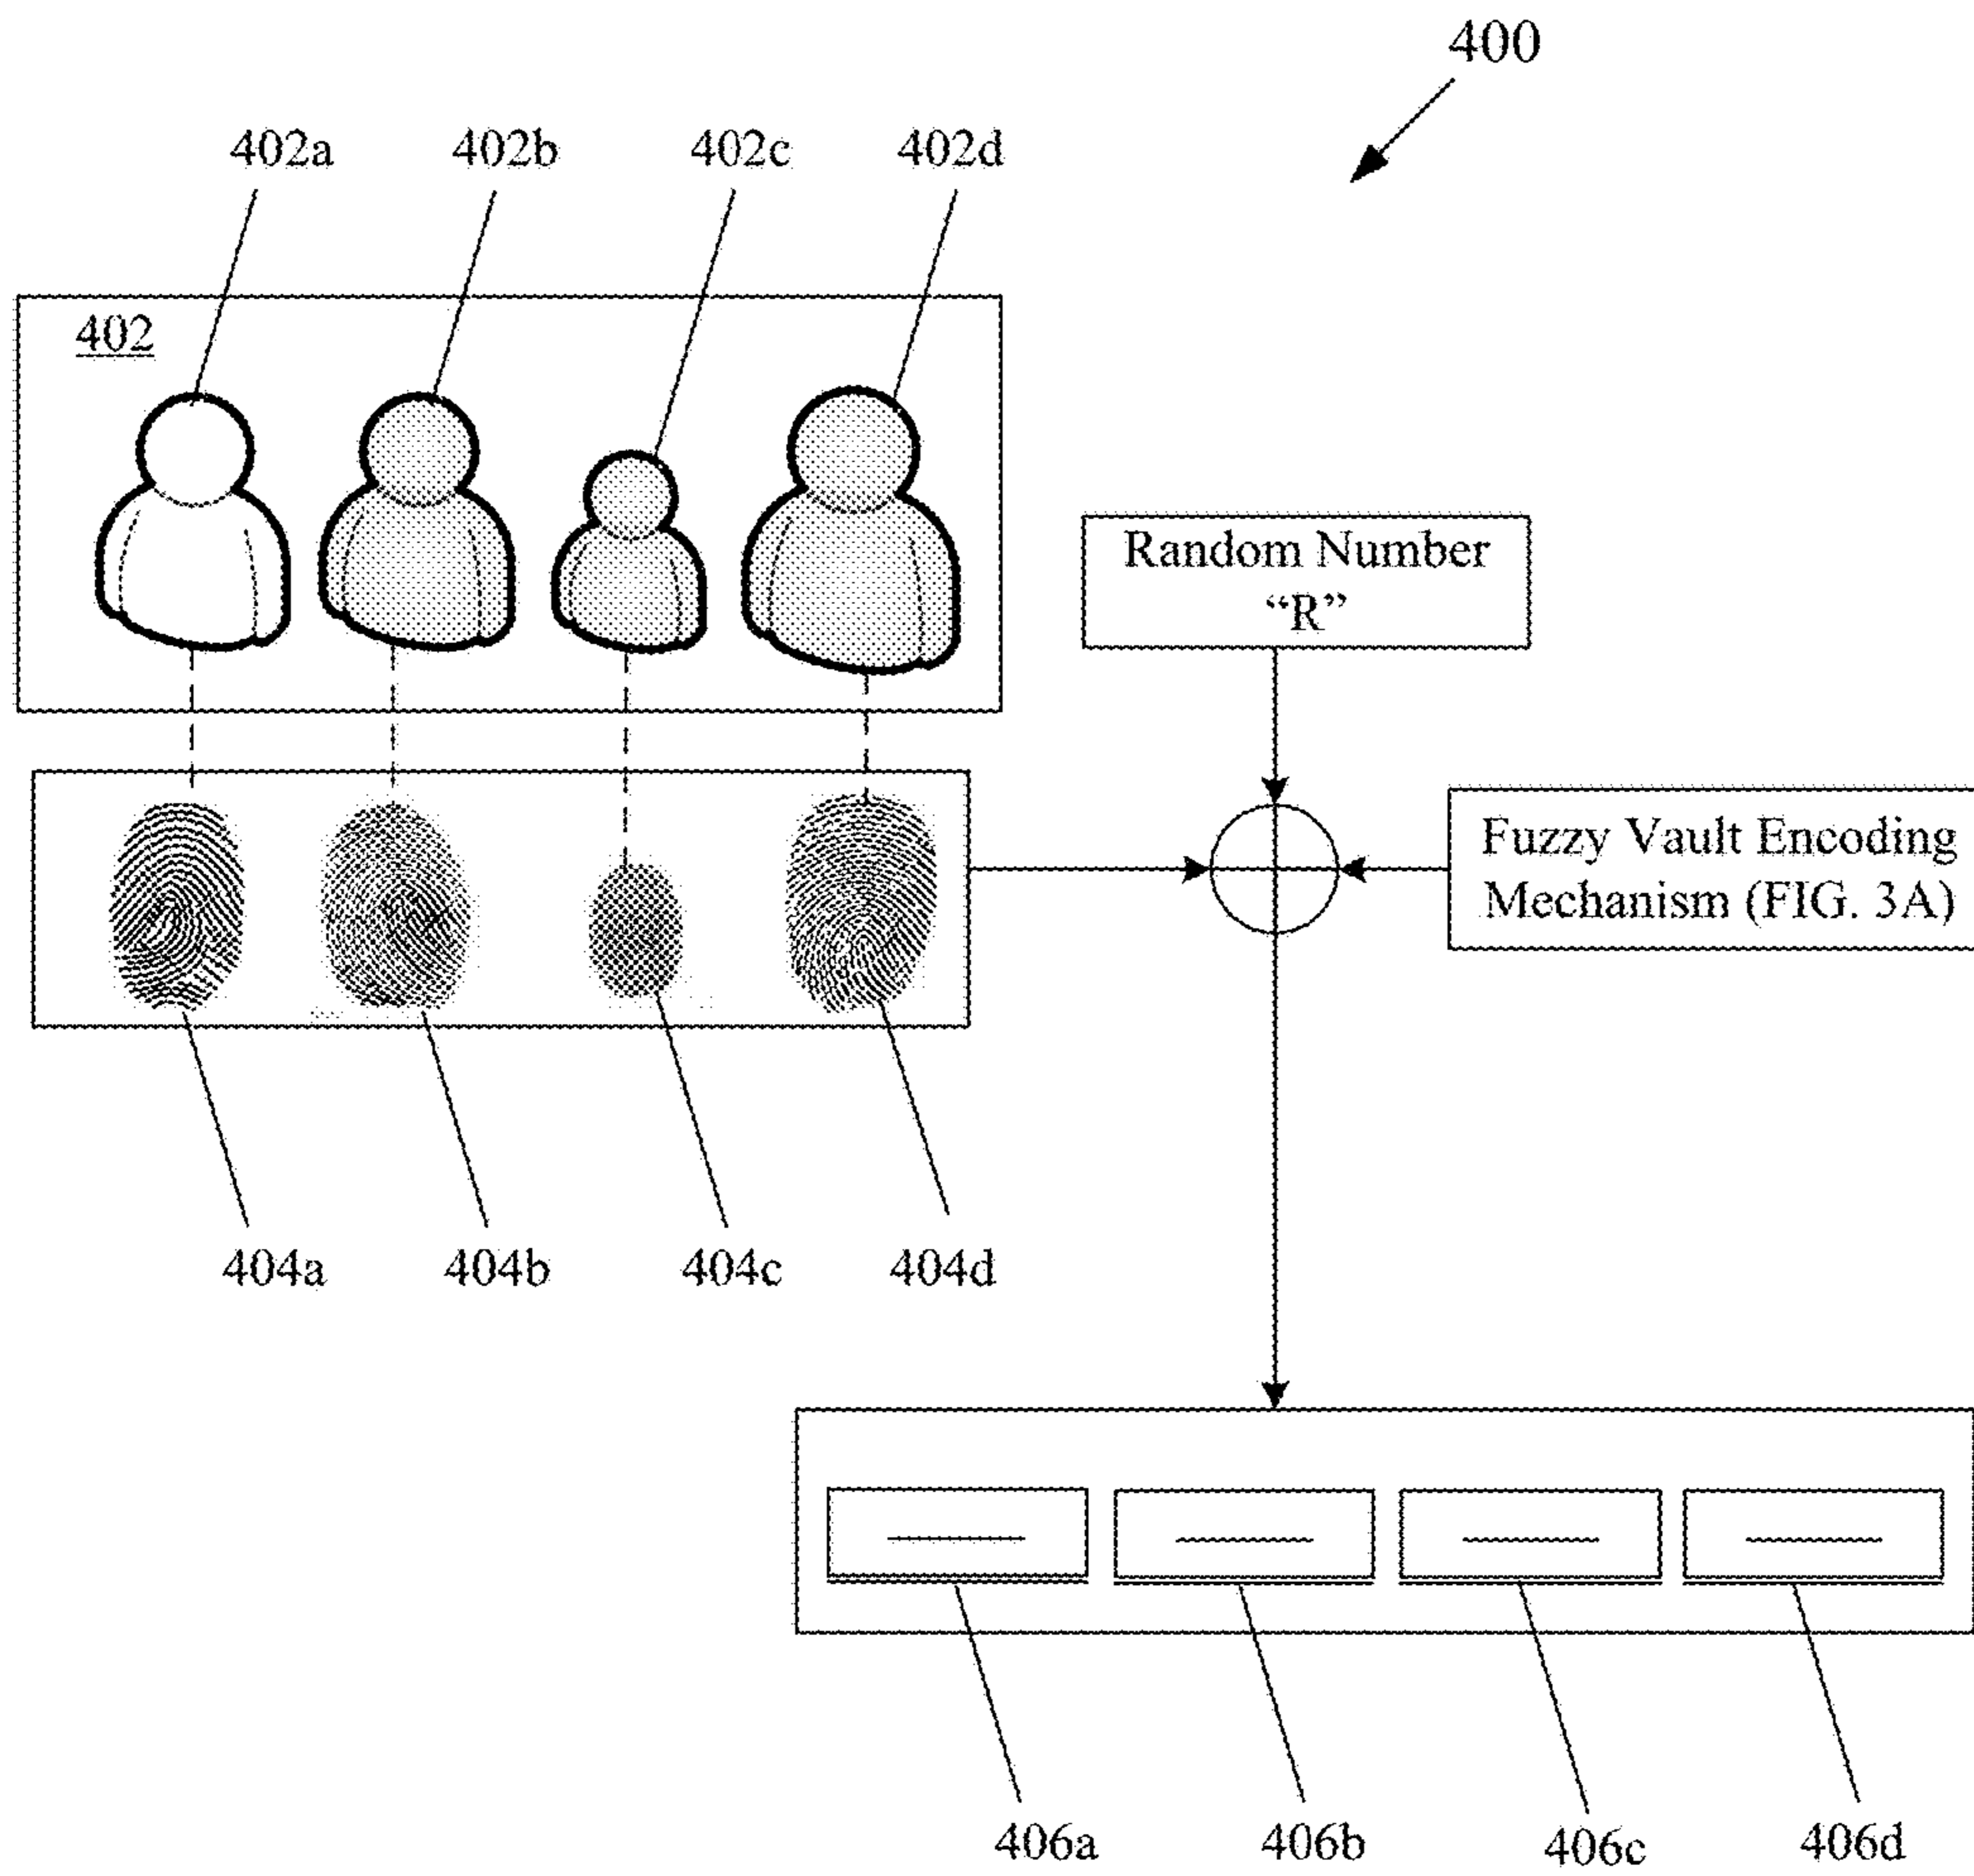 400
402a
402b
402c
402d
402
Random Number
“R”
Fuzzy Vault Encoding
Mechanism (FIG. 3A)
404a
404b
404c
404d
406a
406b
406c
406d